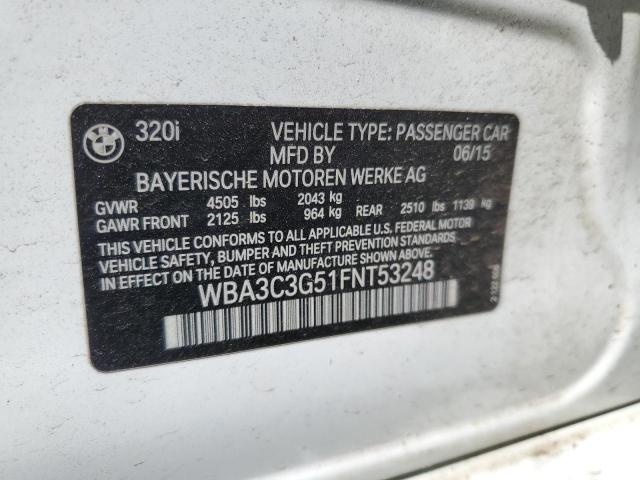 BMW
320i VEHICLE TYPE: PASSENGER CAR
MFD BY 06/15
BAYERISCHE MOTOREN WERKE AG
GVWR 4505 lbs 2043 kg
GAWR FRONT 2125 lbs 964 kg REAR 2510 lbs 1139 kg
THIS VEHICLE CONFORMS TO ALL APPLICABLE U.S. FEDERAL MOTOR
VEHICLE SAFETY, BUMPER AND THEFT PREVENTION STANDARDS
IN EFFECT ON THE DATE OF MANUFACTURE SHOWN ABOVE.
WBA3C3G51FNT53248